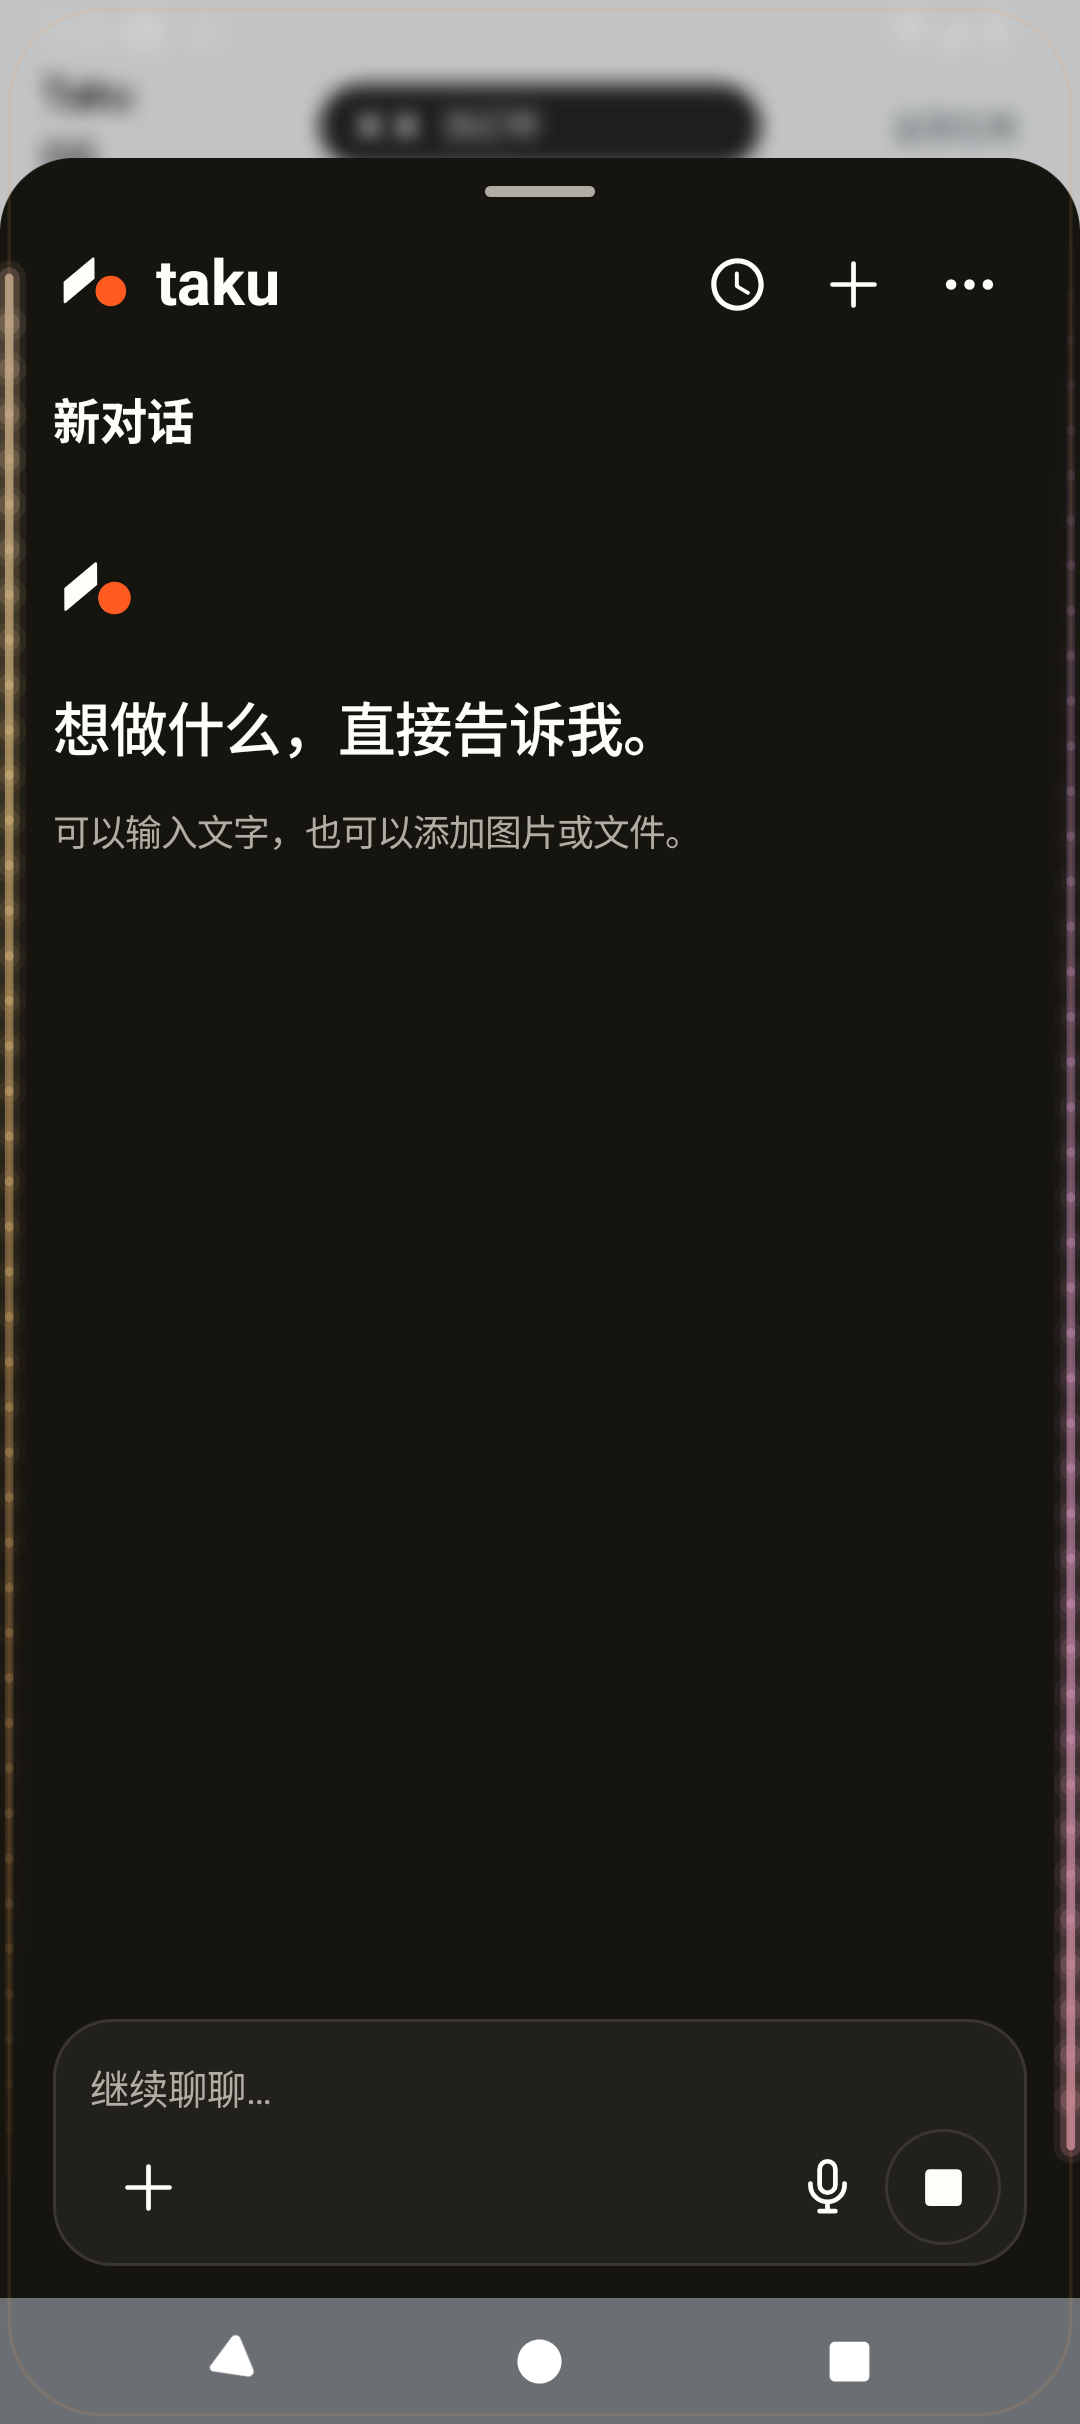 Taku
taku
新对话
想做什么，直接告诉我。
可以输入文字，也可以添加图片或文件。
继续聊聊...